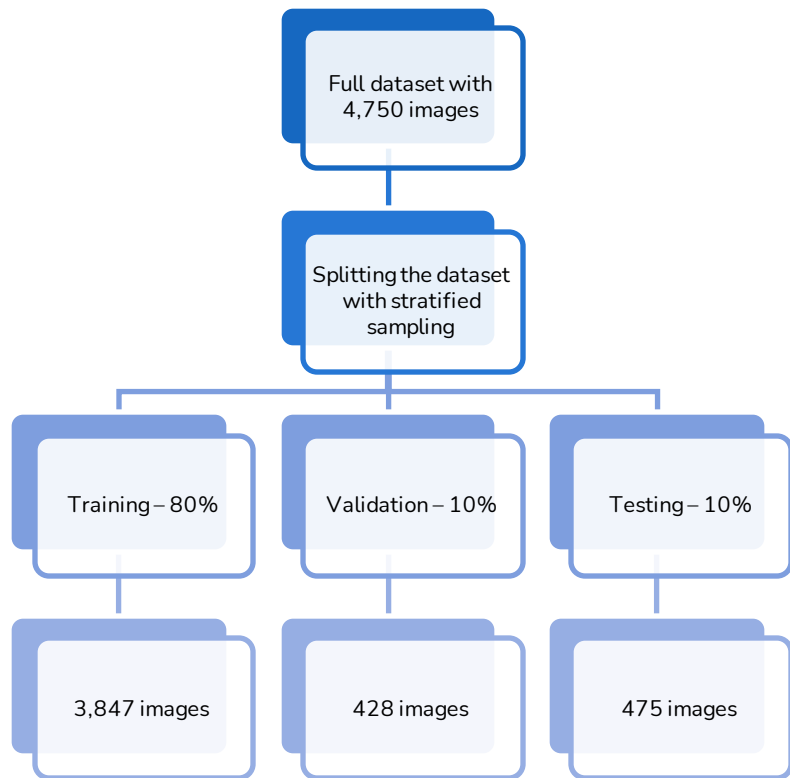 Full dataset with
4,750 images
Splitting the dataset
with stratified
sampling
Training – 80%
Validation – 10%
Testing – 10%
3,847 images
428 images
475 images